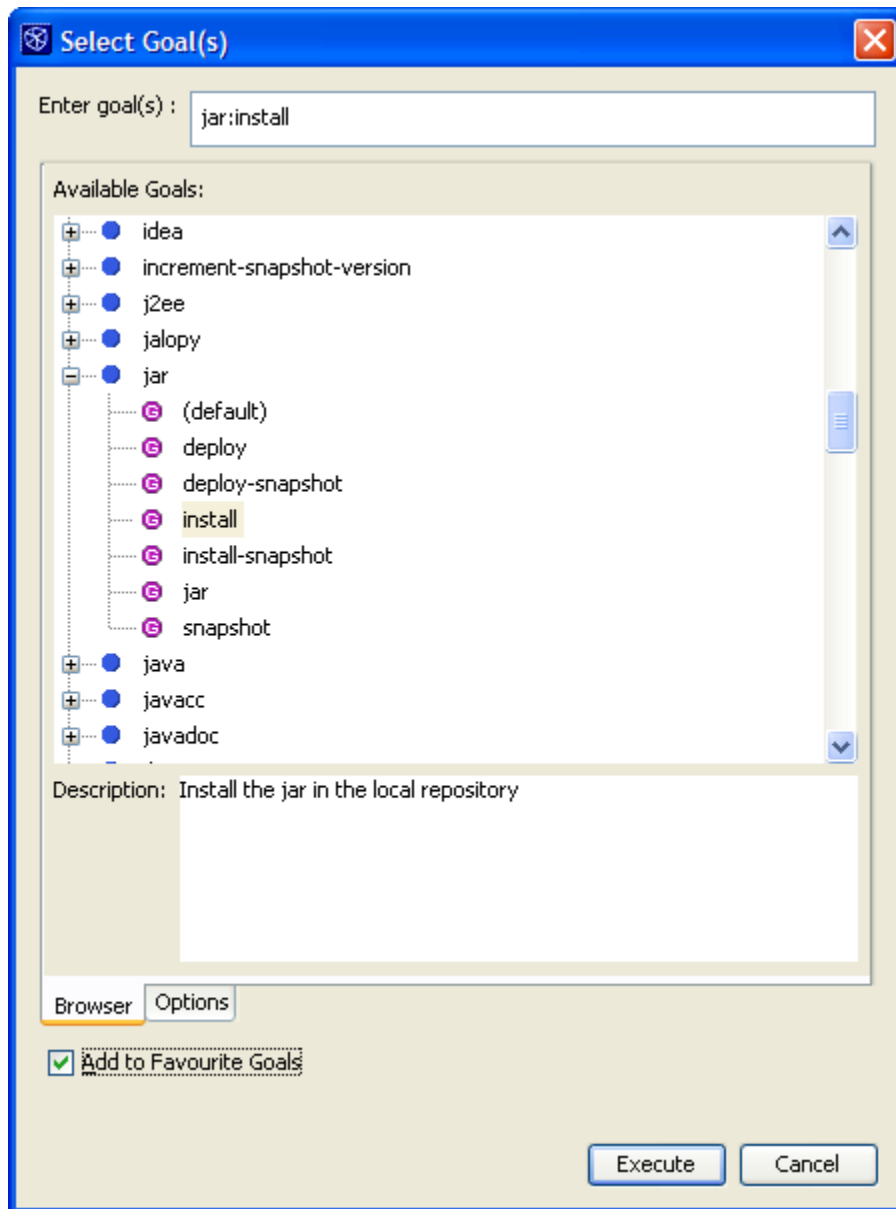 Select Goal(s)
Enter goal(s) : jar:install
Available Goals:
idea
increment-snapshot-version
j2ee
jalopy
jar
(default)
deploy
deploy-snapshot
install
install-snapshot
jar
snapshot
java
javacc
javadoc
Description: Install the jar in the local repository
Browser Options
Add to Favourite Goals
Execute Cancel